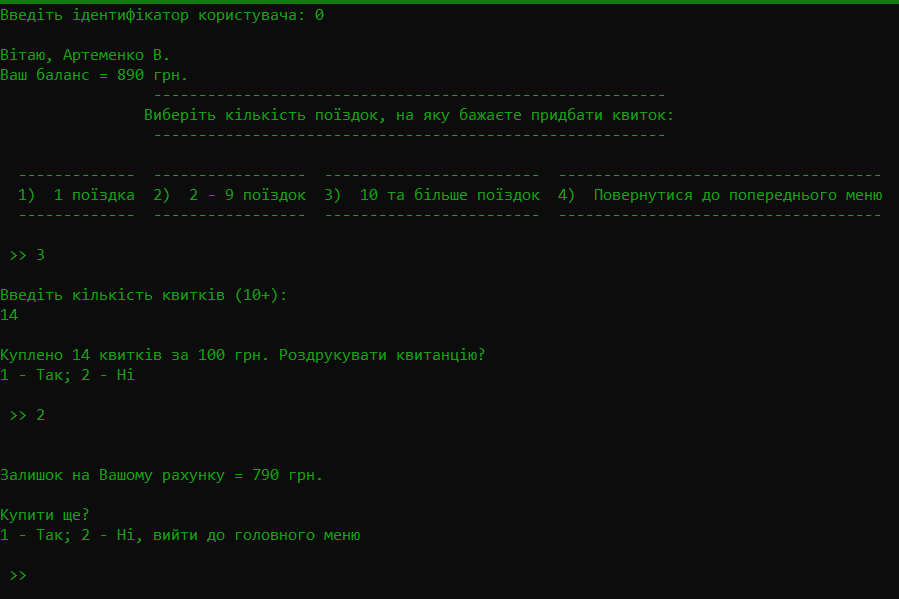 Введіть ідентифікатор користувача: 0
Вітаю, Артеменко В.
Ваш баланс = 890 грн.
---------------------------------------------------------
Виберіть кількість поїздок, на яку бажаєте придбати квиток:
---------------------------------------------------------
-------------  -----------------  ------------------------  ------------------------------------
1)  1 поїздка  2)  2 - 9 поїздок  3)  10 та більше поїздок  4)  Повернутися до попереднього меню
-------------  -----------------  ------------------------  ------------------------------------
>> 3
Введіть кількість квитків (10+):
14
Куплено 14 квитків за 100 грн. Роздрукувати квитанцію?
1 - Так; 2 - Ні
>> 2
Залишок на Вашому рахунку = 790 грн.
Купити ще?
1 - Так; 2 - Ні, вийти до головного меню
>>